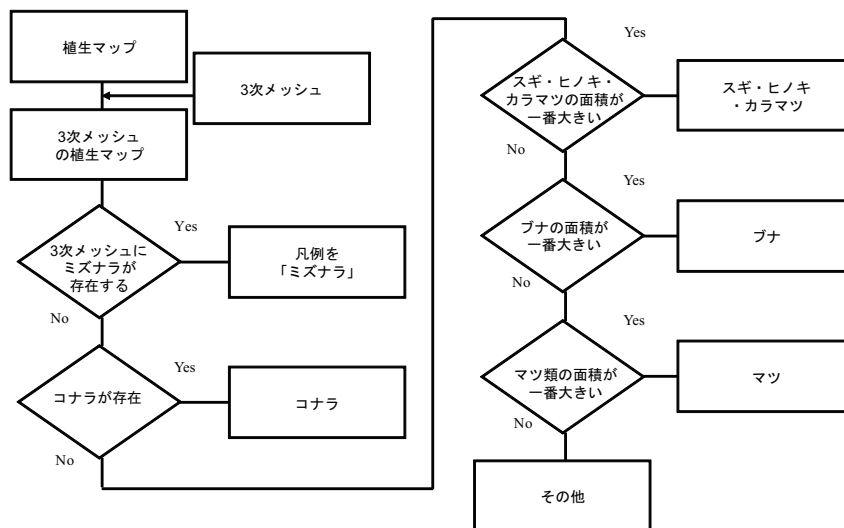 植生マップ
3次メッシュ
3次メッシュ
の植生マップ
Yes
3次メッシュに
ミズナラが
存在する
凡例を
「ミズナラ」
No
Yes
コナラが存在
コナラ
No
Yes
スギ・ヒノキ・
カラマツの面積が
一番大きい
スギ・ヒノキ
・カラマツ
No
Yes
ブナの面積が
一番大きい
ブナ
No
Yes
マツ類の面積が
一番大きい
マツ
No
その他